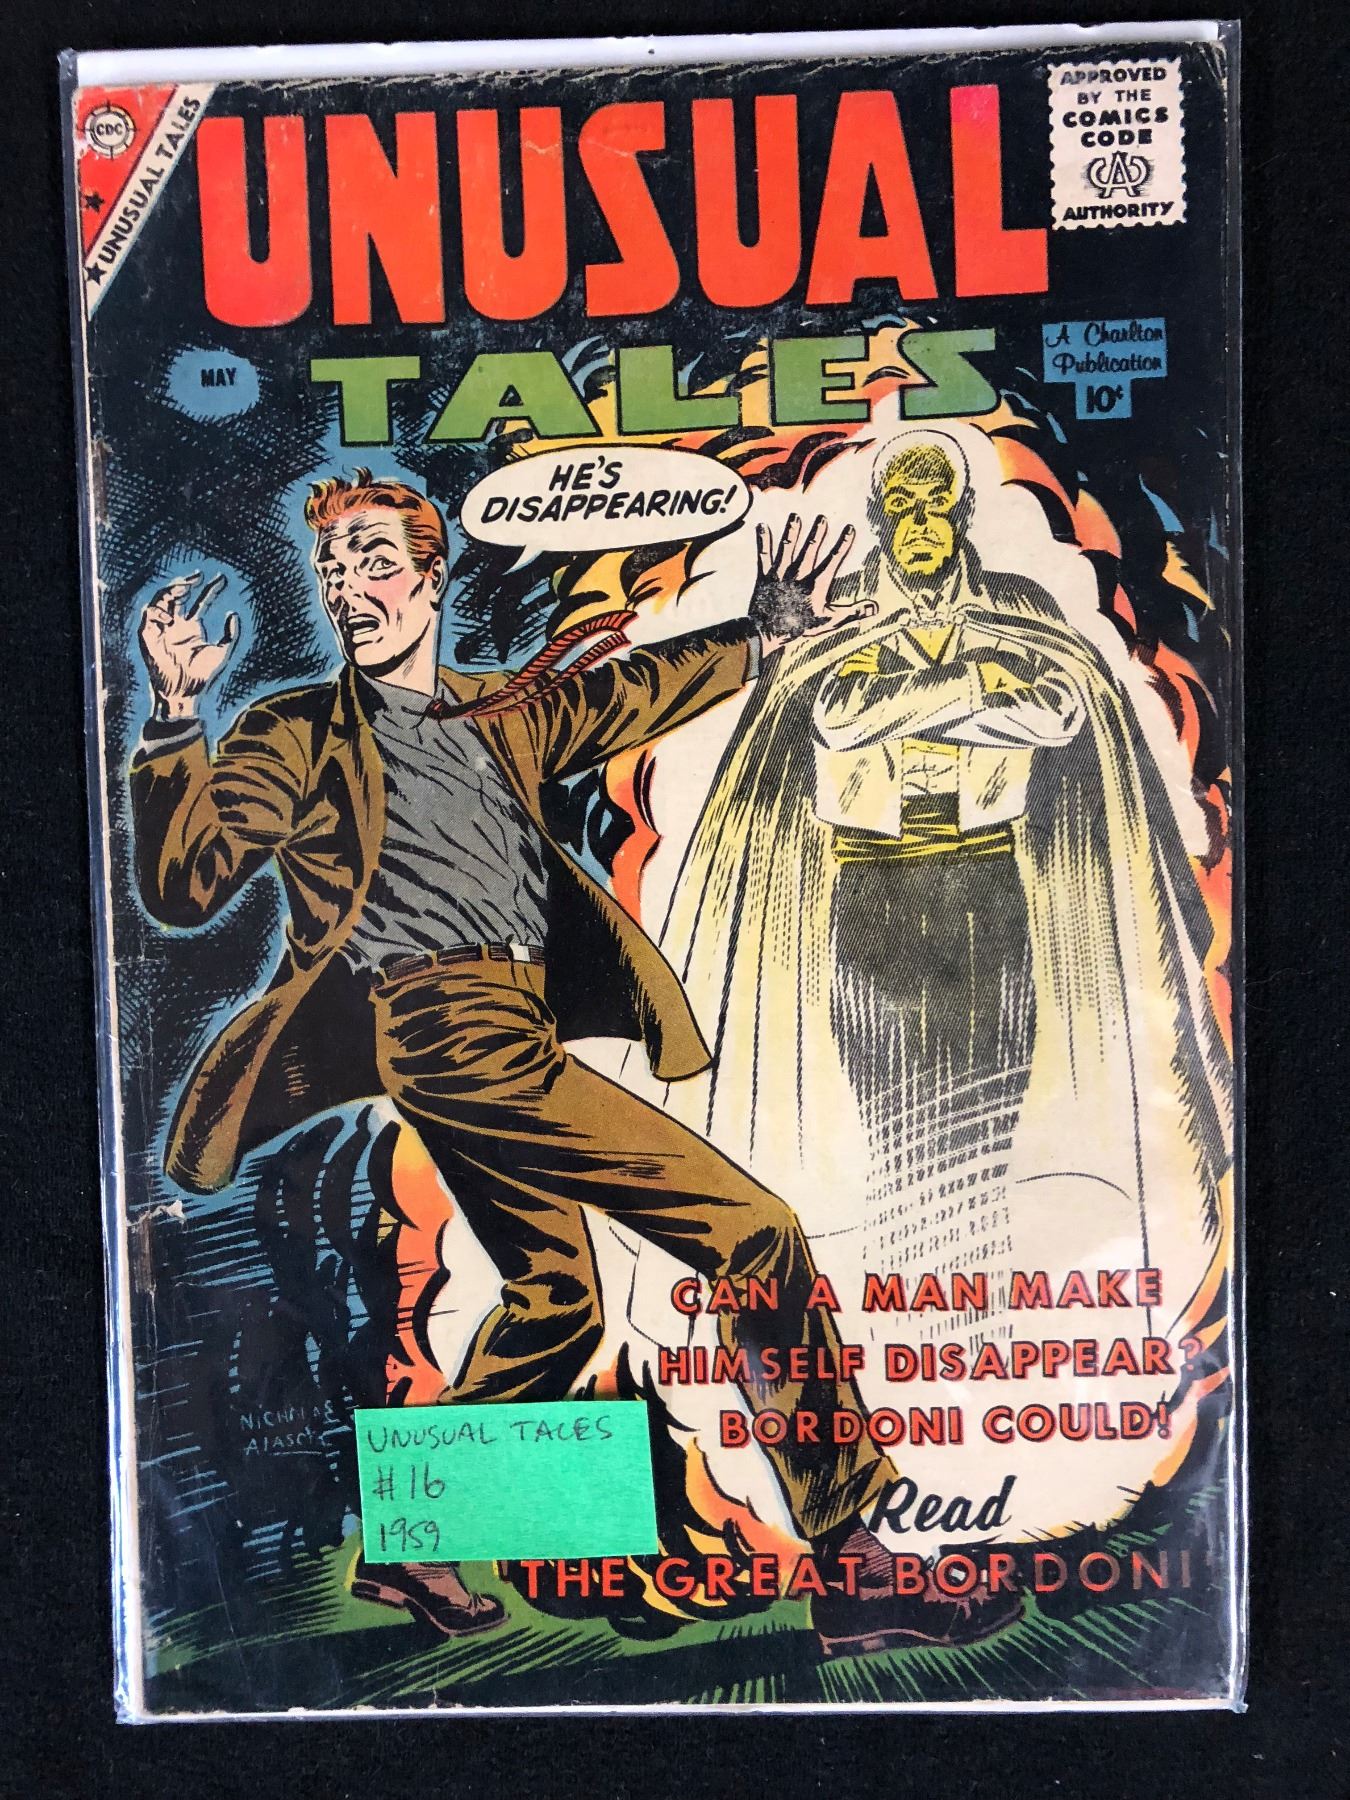 CDC
UNUSUAL TALES
UNUSUAL
TALES
APPROVED
BY THE
COMICS
CODE
A
AUTHORITY
MAY
A Charlton
Publication
10¢
HE'S
DISAPPEARING!
CAN A MAN MAKE
HIMSELF DISAPPEAR?
BORDONI COULD!
Read
"THE GREAT BORDONI"
NICHOLAS
UNUSUAL TALES
#16
1959